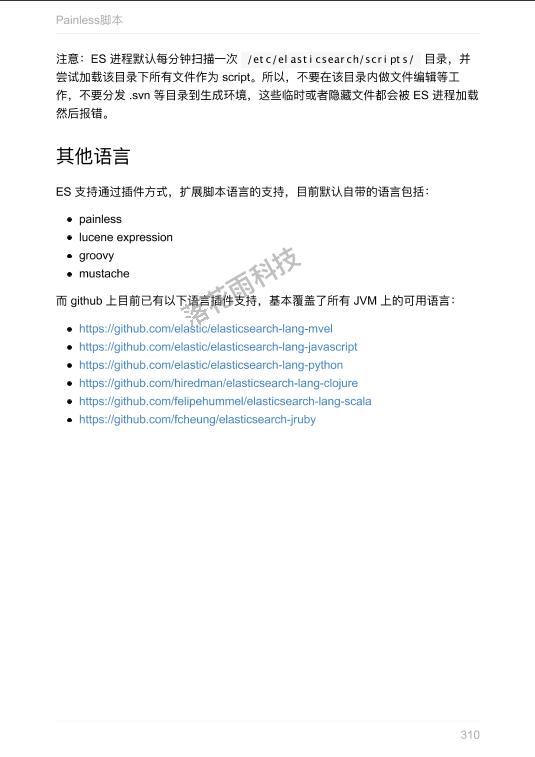 Painless脚本
注意：ES 进程默认每分钟扫描一次 /etc/elasticsearch/scripts/ 目录，并
尝试加载该目录下所有文件作为 script。所以，不要在该目录内做文件编辑等工
作，不要分发 .svn 等目录到生成环境，这些临时或者隐藏文件都会被 ES 进程加载
然后报错。
其他语言
ES 支持通过插件方式，扩展脚本语言的支持，目前默认自带的语言包括：
painless
lucene expression
groovy
mustache
落花雨科技
而 github 上目前已有以下语言插件支持，基本覆盖了所有 JVM 上的可用语言：
https://github.com/elastic/elasticsearch-lang-mvel
https://github.com/elastic/elasticsearch-lang-javascript
https://github.com/elastic/elasticsearch-lang-python
https://github.com/hiredman/elasticsearch-lang-clojure
https://github.com/felipehummel/elasticsearch-lang-scala
https://github.com/fcheung/elasticsearch-jruby
310